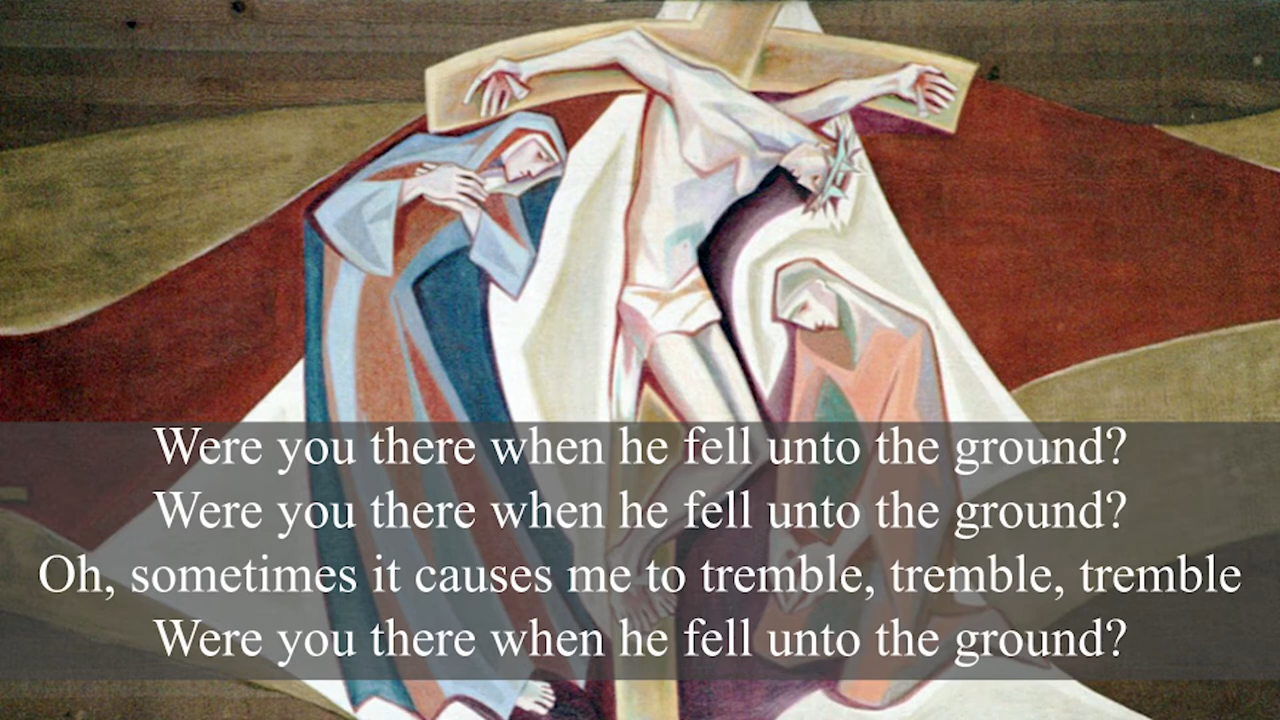 Were you there when he fell unto the ground?
Were you there when he fell unto the ground?
Oh, sometimes it causes me to tremble, tremble, tremble
Were you there when he fell unto the ground?